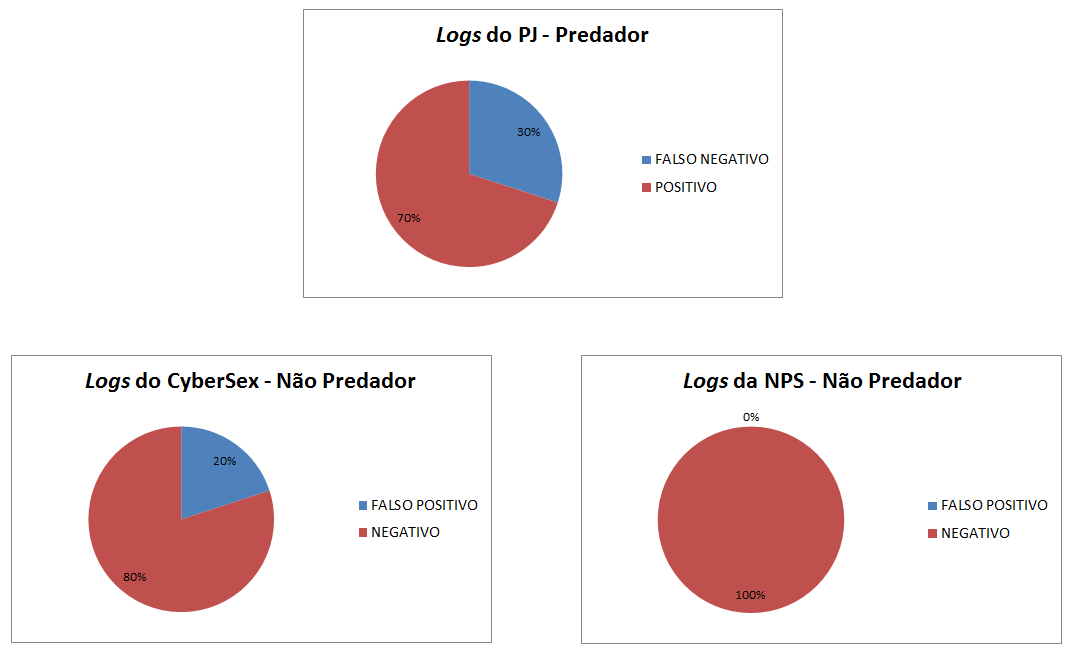 Logs do PJ - Predador
30%
70%
FALSO NEGATIVO
POSITIVO
Logs do CyberSex - Não Predador
20%
80%
FALSO POSITIVO
NEGATIVO
Logs da NPS - Não Predador
0%
100%
FALSO POSITIVO
NEGATIVO